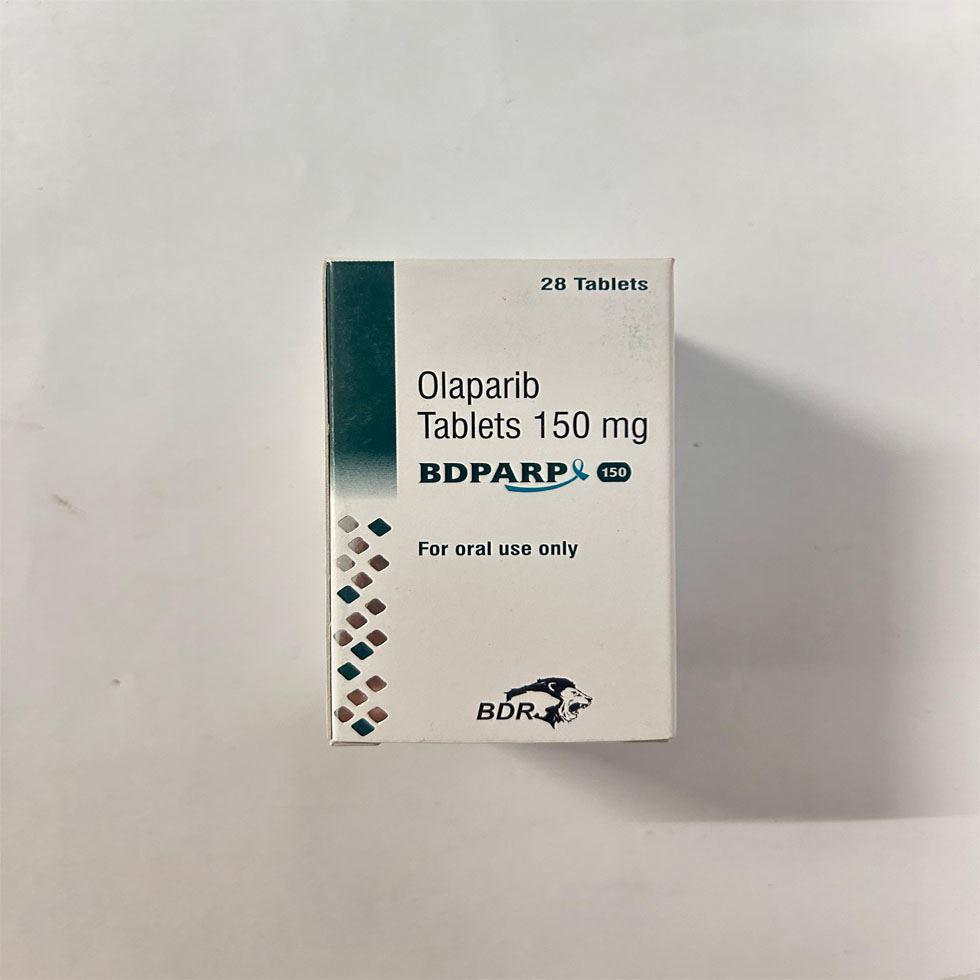 28 Tablets
Olaparib
Tablets 150 mg
BDPARP 150
For oral use only
BDR